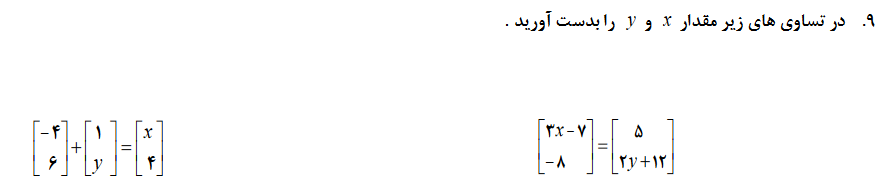 ۹. در تساوی های زیر مقدار x و y را بدست آورید .
[۳x-۷ -۸] = [۵ ۲y+۱۲]
[-۴ ۶] + [۱ y] = [x ۴]